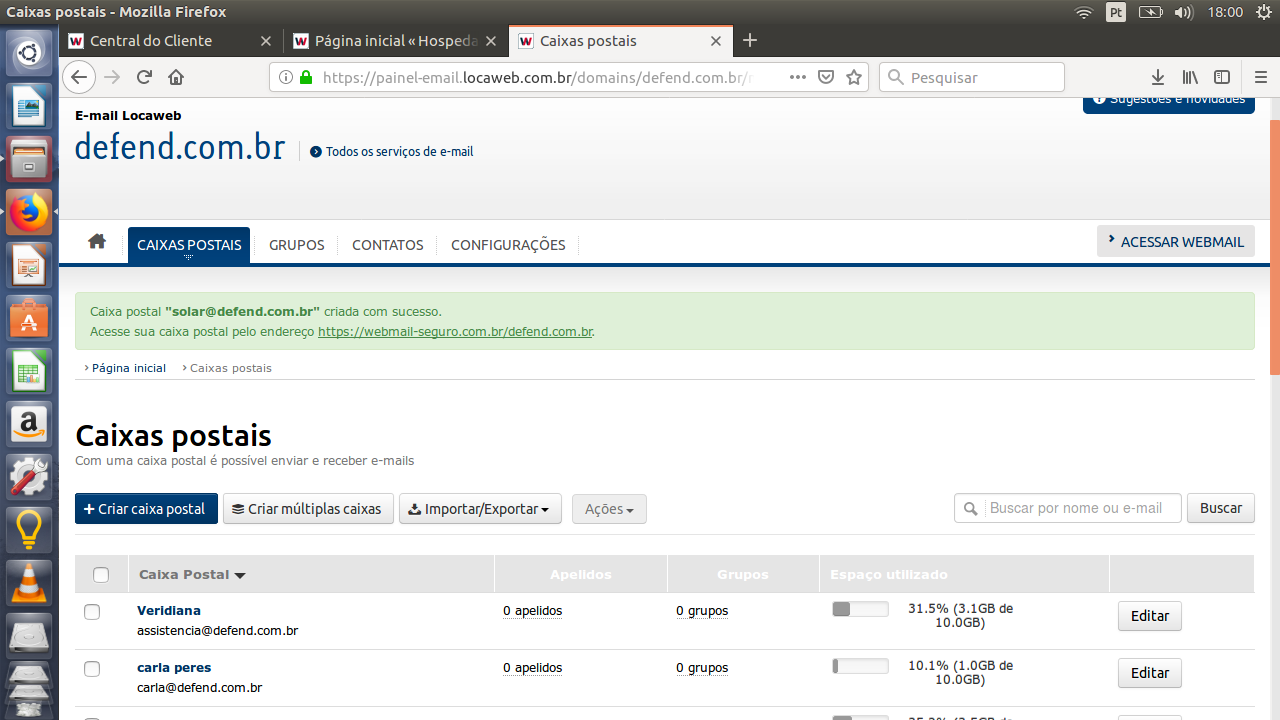 Caixas postais - Mozilla Firefox
Pt
18:00
Central do Cliente
Página inicial « Hospeda
Caixas postais
https://painel-email.locaweb.com.br/domains/defend.com.br/
Pesquisar
Sugestões e novidades
E-mail Locaweb
defend.com.br
Todos os serviços de e-mail
CAIXAS POSTAIS
GRUPOS
CONTATOS
CONFIGURAÇÕES
ACESSAR WEBMAIL
Caixa postal "solar@defend.com.br" criada com sucesso.
Acesse sua caixa postal pelo endereço https://webmail-seguro.com.br/defend.com.br.
› Página inicial › Caixas postais
Caixas postais
Com uma caixa postal é possível enviar e receber e-mails
+ Criar caixa postal
Criar múltiplas caixas
Importar/Exportar
Ações
Buscar por nome ou e-mail
Buscar
Caixa Postal
Apelidos
Grupos
Espaço utilizado
Veridiana
assistencia@defend.com.br
0 apelidos
0 grupos
31.5% (3.1GB de
10.0GB)
Editar
carla peres
carla@defend.com.br
0 apelidos
0 grupos
10.1% (1.0GB de
10.0GB)
Editar